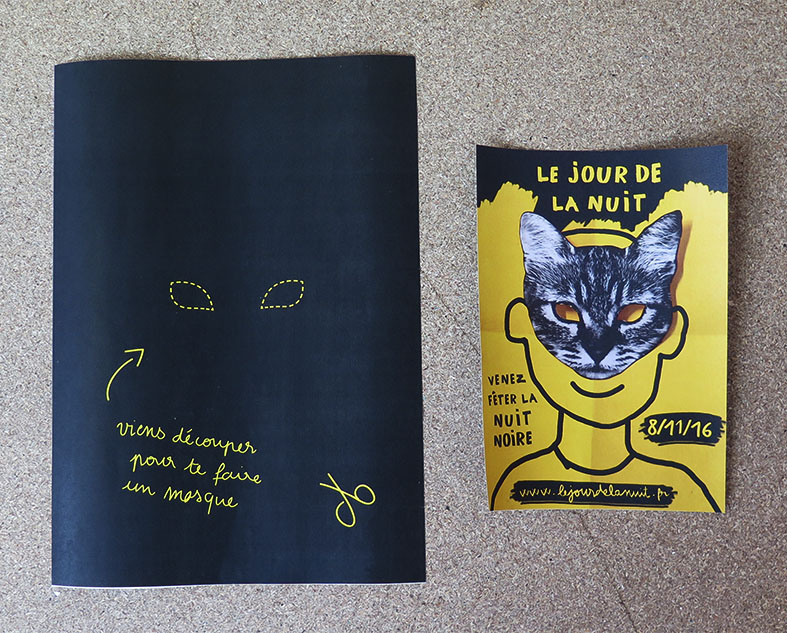 viens découper
pour te faire
un masque
LE JOUR DE
LA NUIT
VENEZ
FÊTER LA
NUIT
NOIRE
8/11/16
www.lejourdelanuit.fr